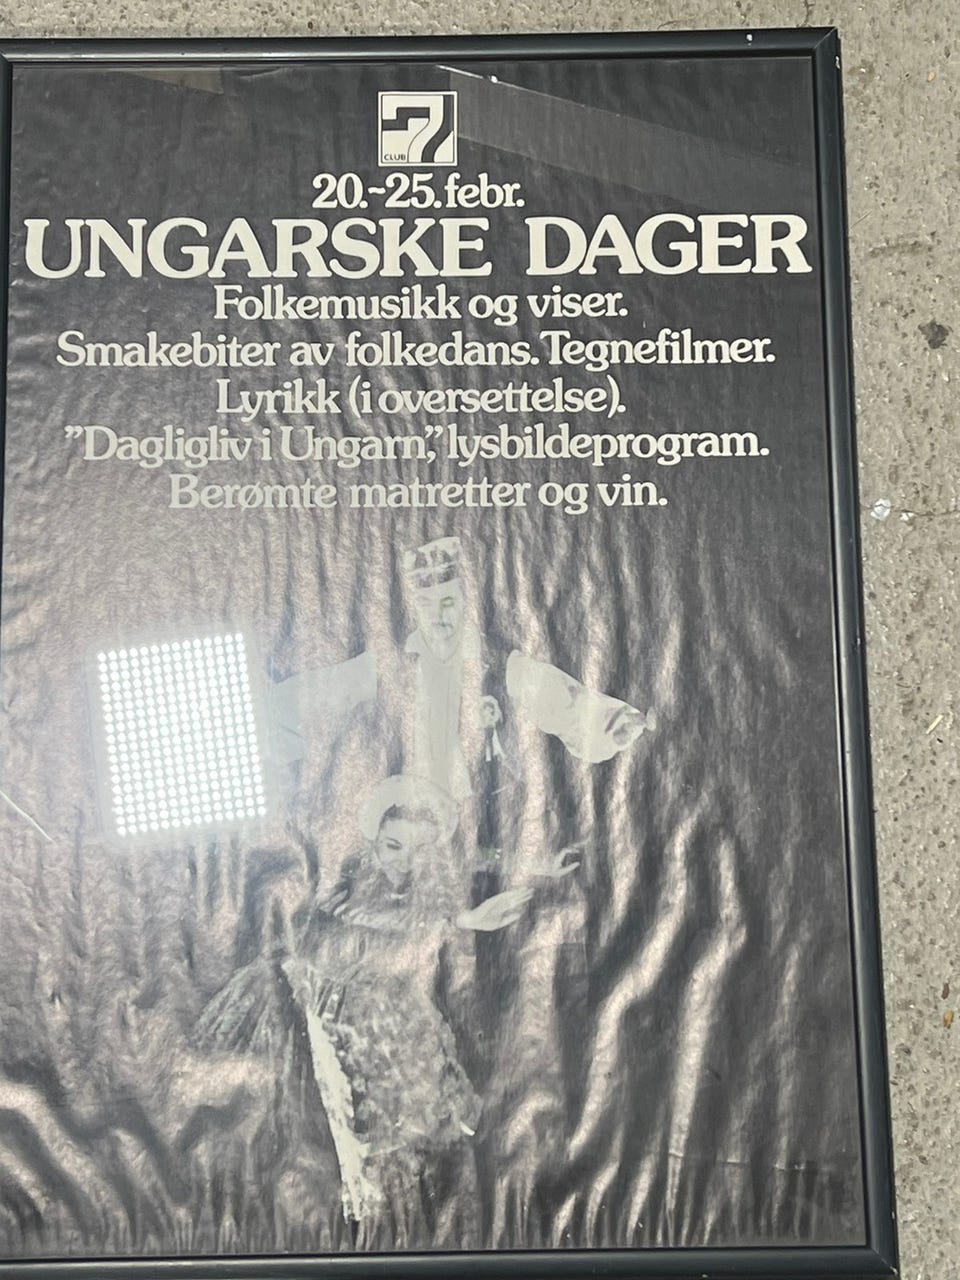 CLUB 7
20.~25.febr.
UNGARSKE DAGER
Folkemusikk og viser.
Smakebiter av folkedans. Tegnefilmer.
Lyrikk (i oversettelse).
”Dagligliv i Ungarn”, lysbildeprogram.
Berømte matretter og vin.